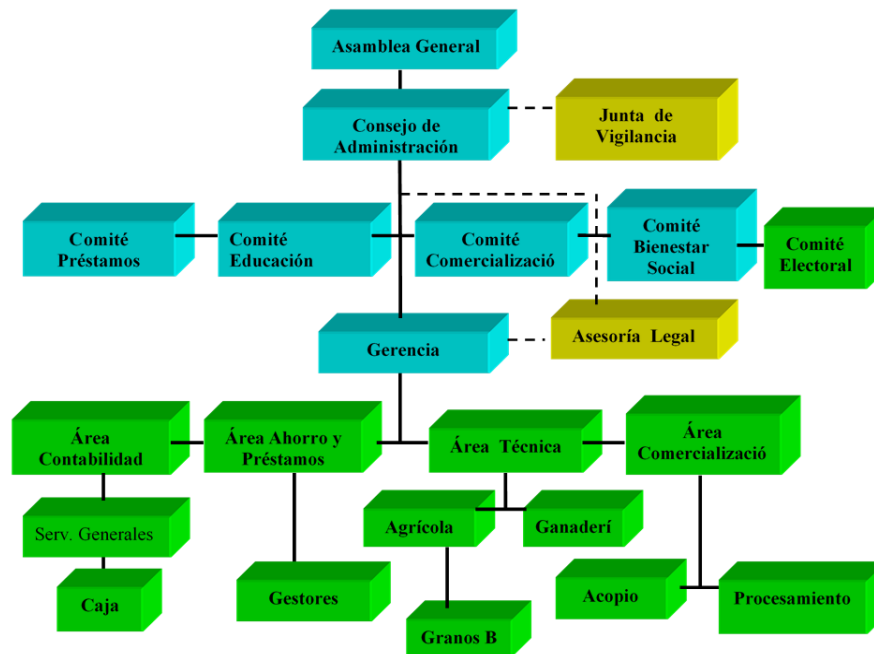 Asamblea General
Consejo de
Administración
Junta de
Vigilancia
Comité
Préstamos
Comité
Educación
Comité
Comercializació
Comité
Bienestar
Social
Comité
Electoral
Gerencia
Asesoría Legal
Área
Contabilidad
Área Ahorro y
Préstamos
Área Técnica
Área
Comercializació
Serv. Generales
Agrícola
Ganaderí
Caja
Gestores
Granos B
Acopio
Procesamiento